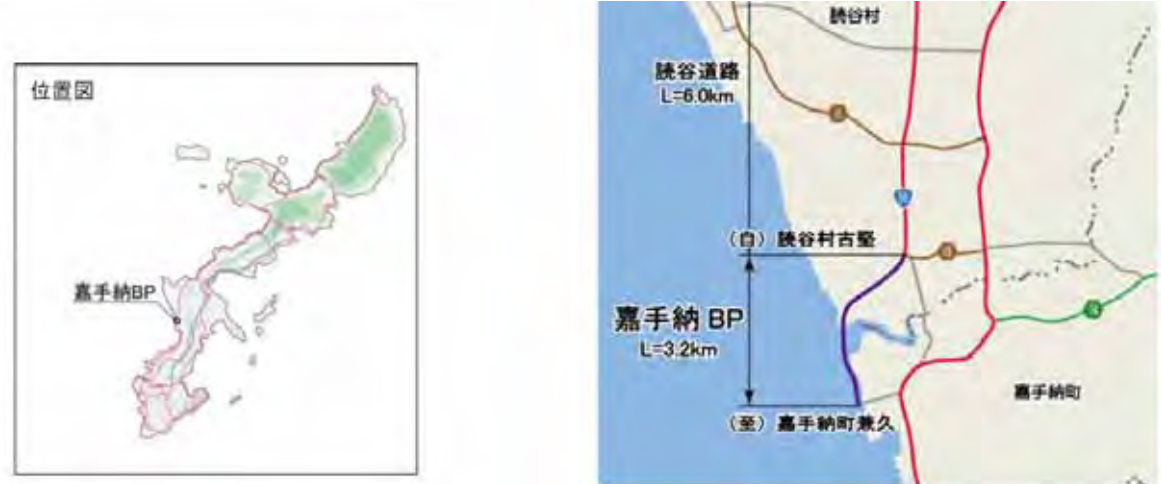 位置図
嘉手納BP
読谷村
読谷道路
L=6.0km
(自) 読谷村古堅
嘉手納 BP
L=3.2km
(至) 嘉手納町兼久
嘉手納町